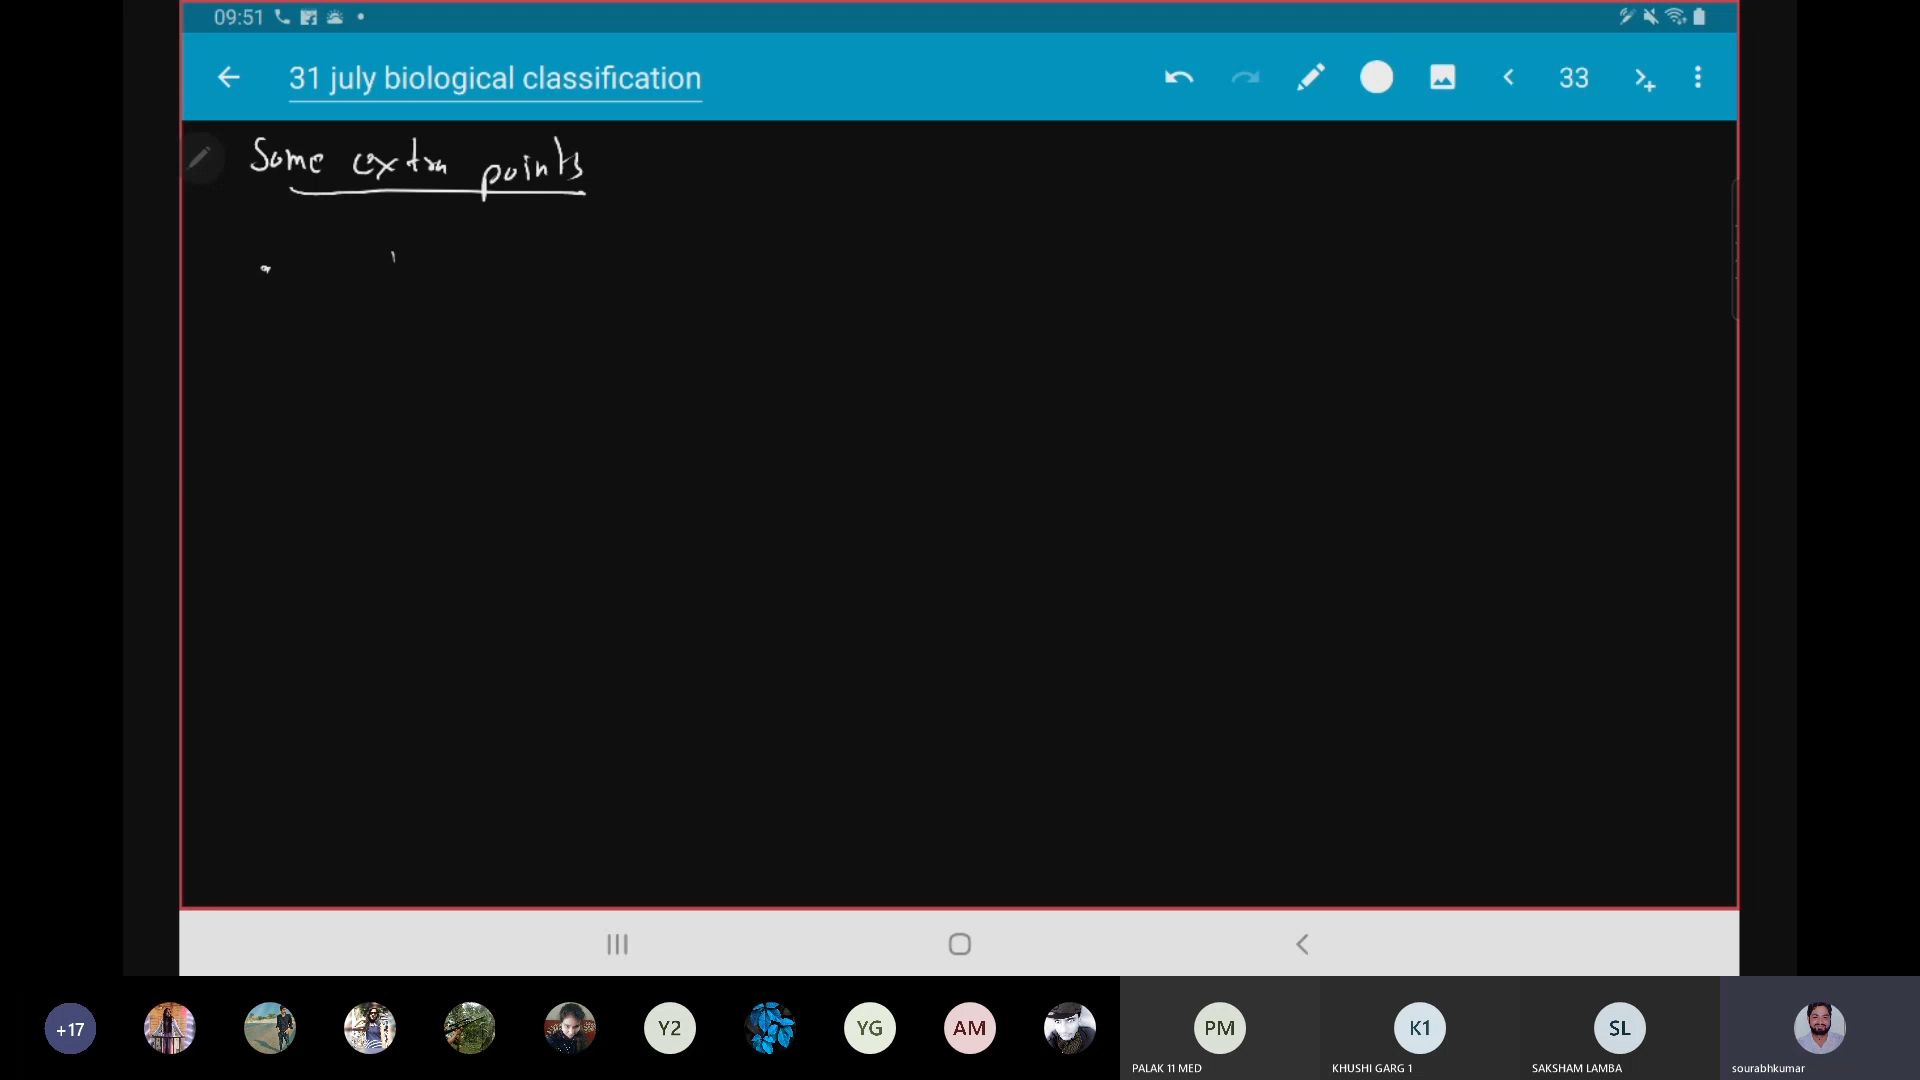 09:51
31 july biological classification
33
Some extra points
+17
Y2
YG
AM
PM
K1
SL
PALAK 11 MED
KHUSHI GARG 1
SAKSHAM LAMBA
sourabhkumar